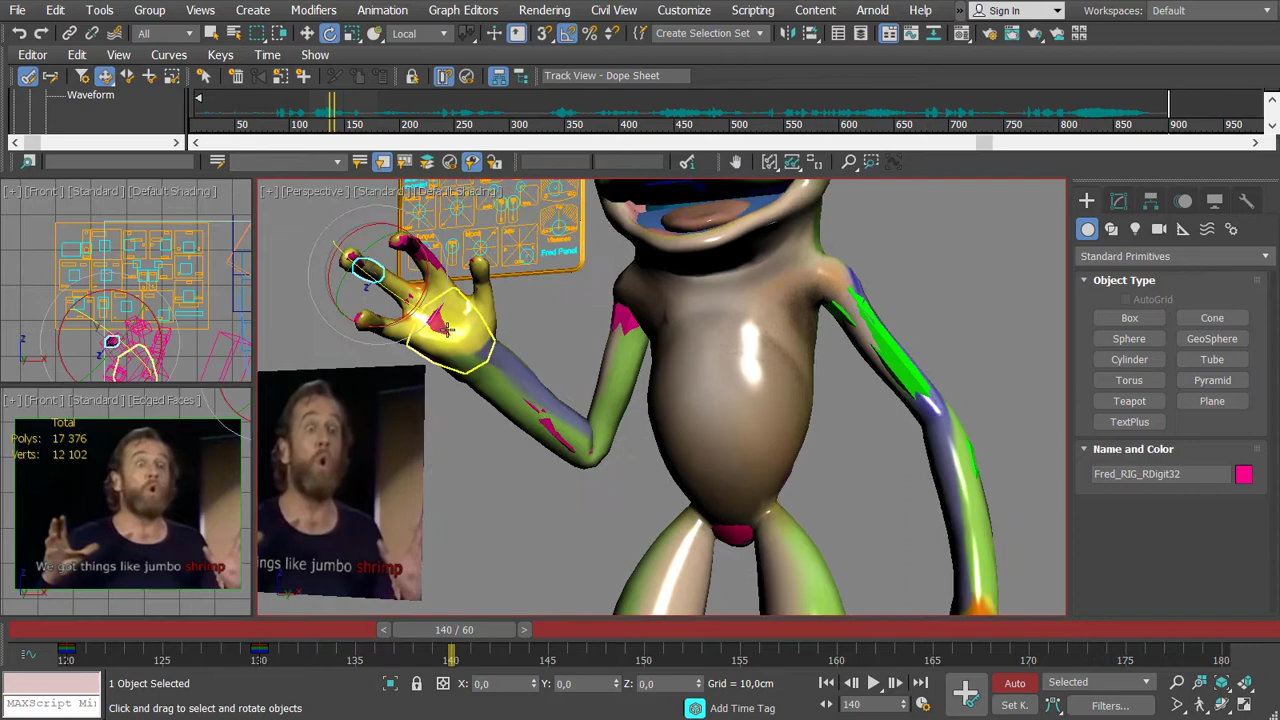 File Edit Tools Group Views Create Modifiers Animation Graph Editors Rendering Civil View Customize Scripting Content Arnold Help » Sign In Workspaces: Default
All Local Create Selection Set
Editor Edit View Curves Keys Time Show
Track View - Dope Sheet
Waveform
50 100 150 200 250 300 350 400 450 500 550 600 650 700 750 800 850 900 950
[+] [Front] [Standard] [Default Shading]
[+] [Perspective] [Standard] [Default Shading]
Fred Panel
Standard Primitives
Object Type
AutoGrid
Box Cone
Sphere GeoSphere
Cylinder Tube
Torus Pyramid
Teapot Plane
TextPlus
Name and Color
Fred_RIG_RDigit32
[+] [Front] [Standard] [Edged Faces]
Total
Polys: 17 376
Verts: 12 102
We got things like jumbo shrimp
ings like jumbo shrimp
< 140 / 60 >
120 130 135 140 145 150 155 160 165 170 175 180
1 Object Selected X: 0,0 Y: 0,0 Z: 0,0 Grid = 10,0cm Auto Selected
MAXScript Mi Click and drag to select and rotate objects Add Time Tag Set K. 140 Filters...